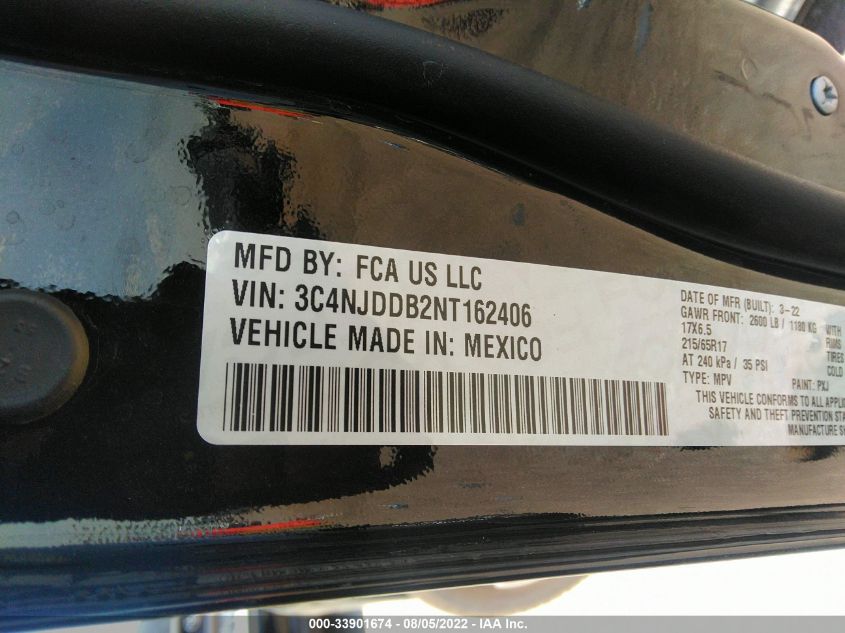 MFD BY: FCA US LLC
VIN: 3C4NJDDB2NT162406
VEHICLE MADE IN: MEXICO
DATE OF MFR (BUILT): 3-22
GAWR FRONT: 2600 LB / 1180 KG WITH
17X6.5 RIMS
215/65R17 TIRES
AT 240 kPa / 35 PSI COLD
TYPE: MPV PAINT: PXJ
THIS VEHICLE CONFORMS TO ALL APPLI
SAFETY AND THEFT PREVENTION STA
MANUFACTURE SH
000-33901674 - 08/05/2022 - IAA Inc.